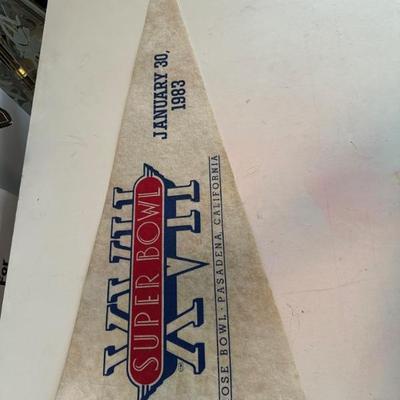 JANUARY 30,
1983
XVII
SUPER BOWL
®
OSE BOWL · PASADENA, CALIFORNIA